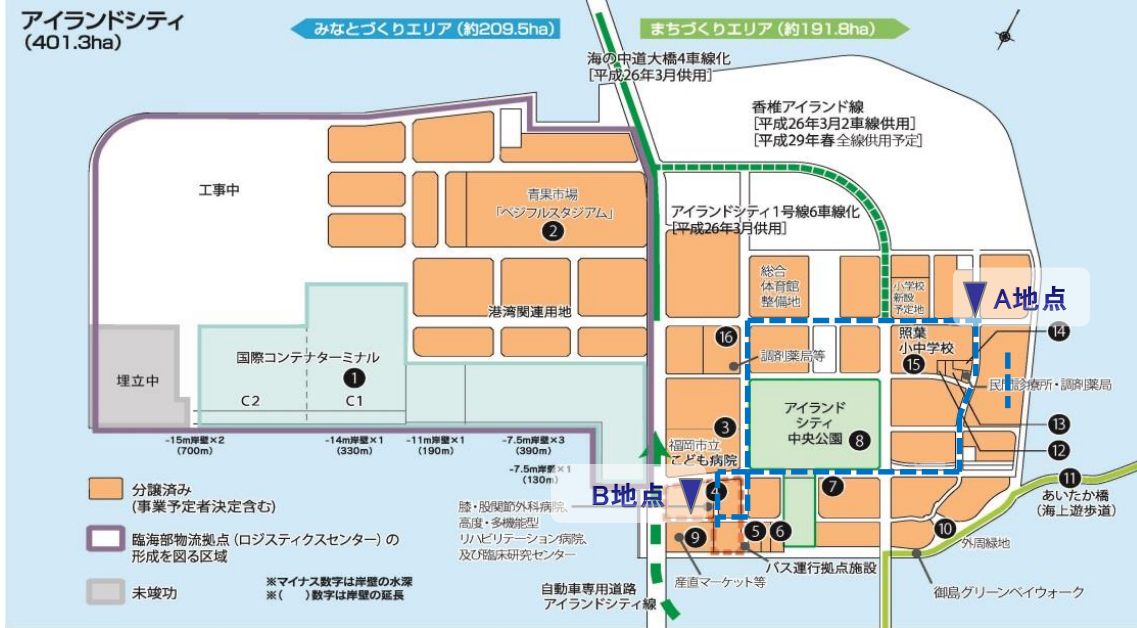 アイランドシティ
(401.3ha)
みなとづくりエリア(約209.5ha)
まちづくりエリア(約191.8ha)
海の中道大橋4車線化
[平成26年3月供用]
香椎アイランド線
[平成26年3月2車線供用]
[平成29年春全線供用予定]
工事中
青果市場
「ベジフルスタジアム」
2
アイランドシティ1号線6車線化
[平成26年3月供用]
総合
体育館
整備地
小学校
新設
予定地
A地点
港湾関連用地
16
調剤薬局等
照葉
小中学校
15
14
民間診療所・調剤薬局
国際コンテナターミナル
1
埋立中
C2
C1
13
12
アイランド
シティ
中央公園
8
3
福岡市立
こども病院
-15m岸壁×2
(700m)
-14m岸壁×1
(330m)
-11m岸壁×1
(190m)
-7.5m岸壁×3
(390m)
-7.5m岸壁×1
(130m)
11
あいたか橋
(海上遊歩道)
B地点
4
7
膝・股関節外科病院、
高度・多機能型
リハビリテーション病院、
及び臨床研究センター
9
5
6
10
外周緑地
バス運行拠点施設
産直マーケット等
御島グリーンベイウォーク
自動車専用道路
アイランドシティ線
分譲済み
(事業予定者決定含む)
臨海部物流拠点(ロジスティクスセンター)の
形成を図る区域
未竣功
※マイナス数字は岸壁の水深
※( )数字は岸壁の延長